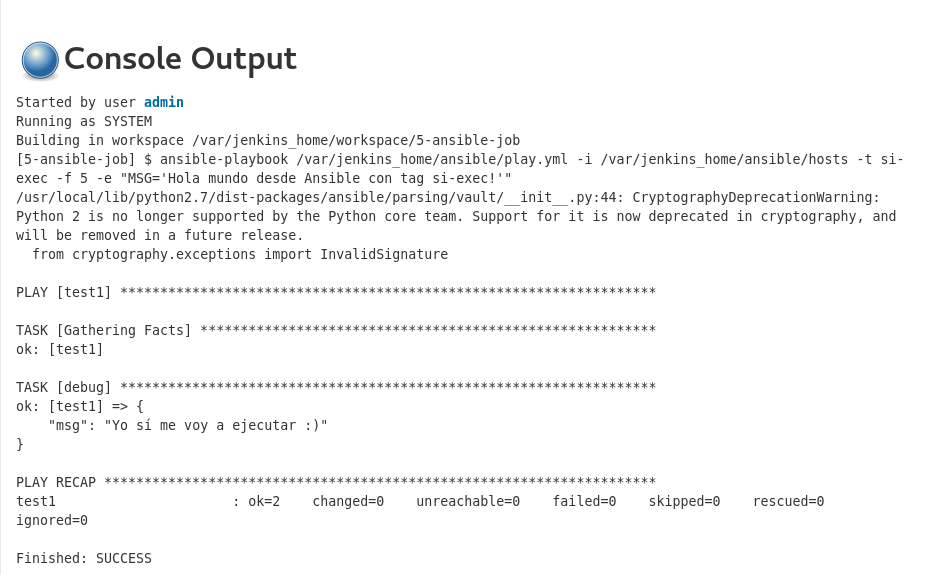 Console Output
Started by user admin
Running as SYSTEM
Building in workspace /var/jenkins_home/workspace/5-ansible-job
[5-ansible-job] $ ansible-playbook /var/jenkins_home/ansible/play.yml -i /var/jenkins_home/ansible/hosts -t si-
exec -f 5 -e "MSG='Hola mundo desde Ansible con tag si-exec!'"
/usr/local/lib/python2.7/dist-packages/ansible/parsing/vault/__init__.py:44: CryptographyDeprecationWarning:
Python 2 is no longer supported by the Python core team. Support for it is now deprecated in cryptography, and
will be removed in a future release.
  from cryptography.exceptions import InvalidSignature
PLAY [test1] *******************************************************************
TASK [Gathering Facts] *********************************************************
ok: [test1]
TASK [debug] *******************************************************************
ok: [test1] => {
    "msg": "Yo sí me voy a ejecutar :)"
}
PLAY RECAP *********************************************************************
test1                      : ok=2    changed=0    unreachable=0    failed=0    skipped=0    rescued=0
ignored=0
Finished: SUCCESS